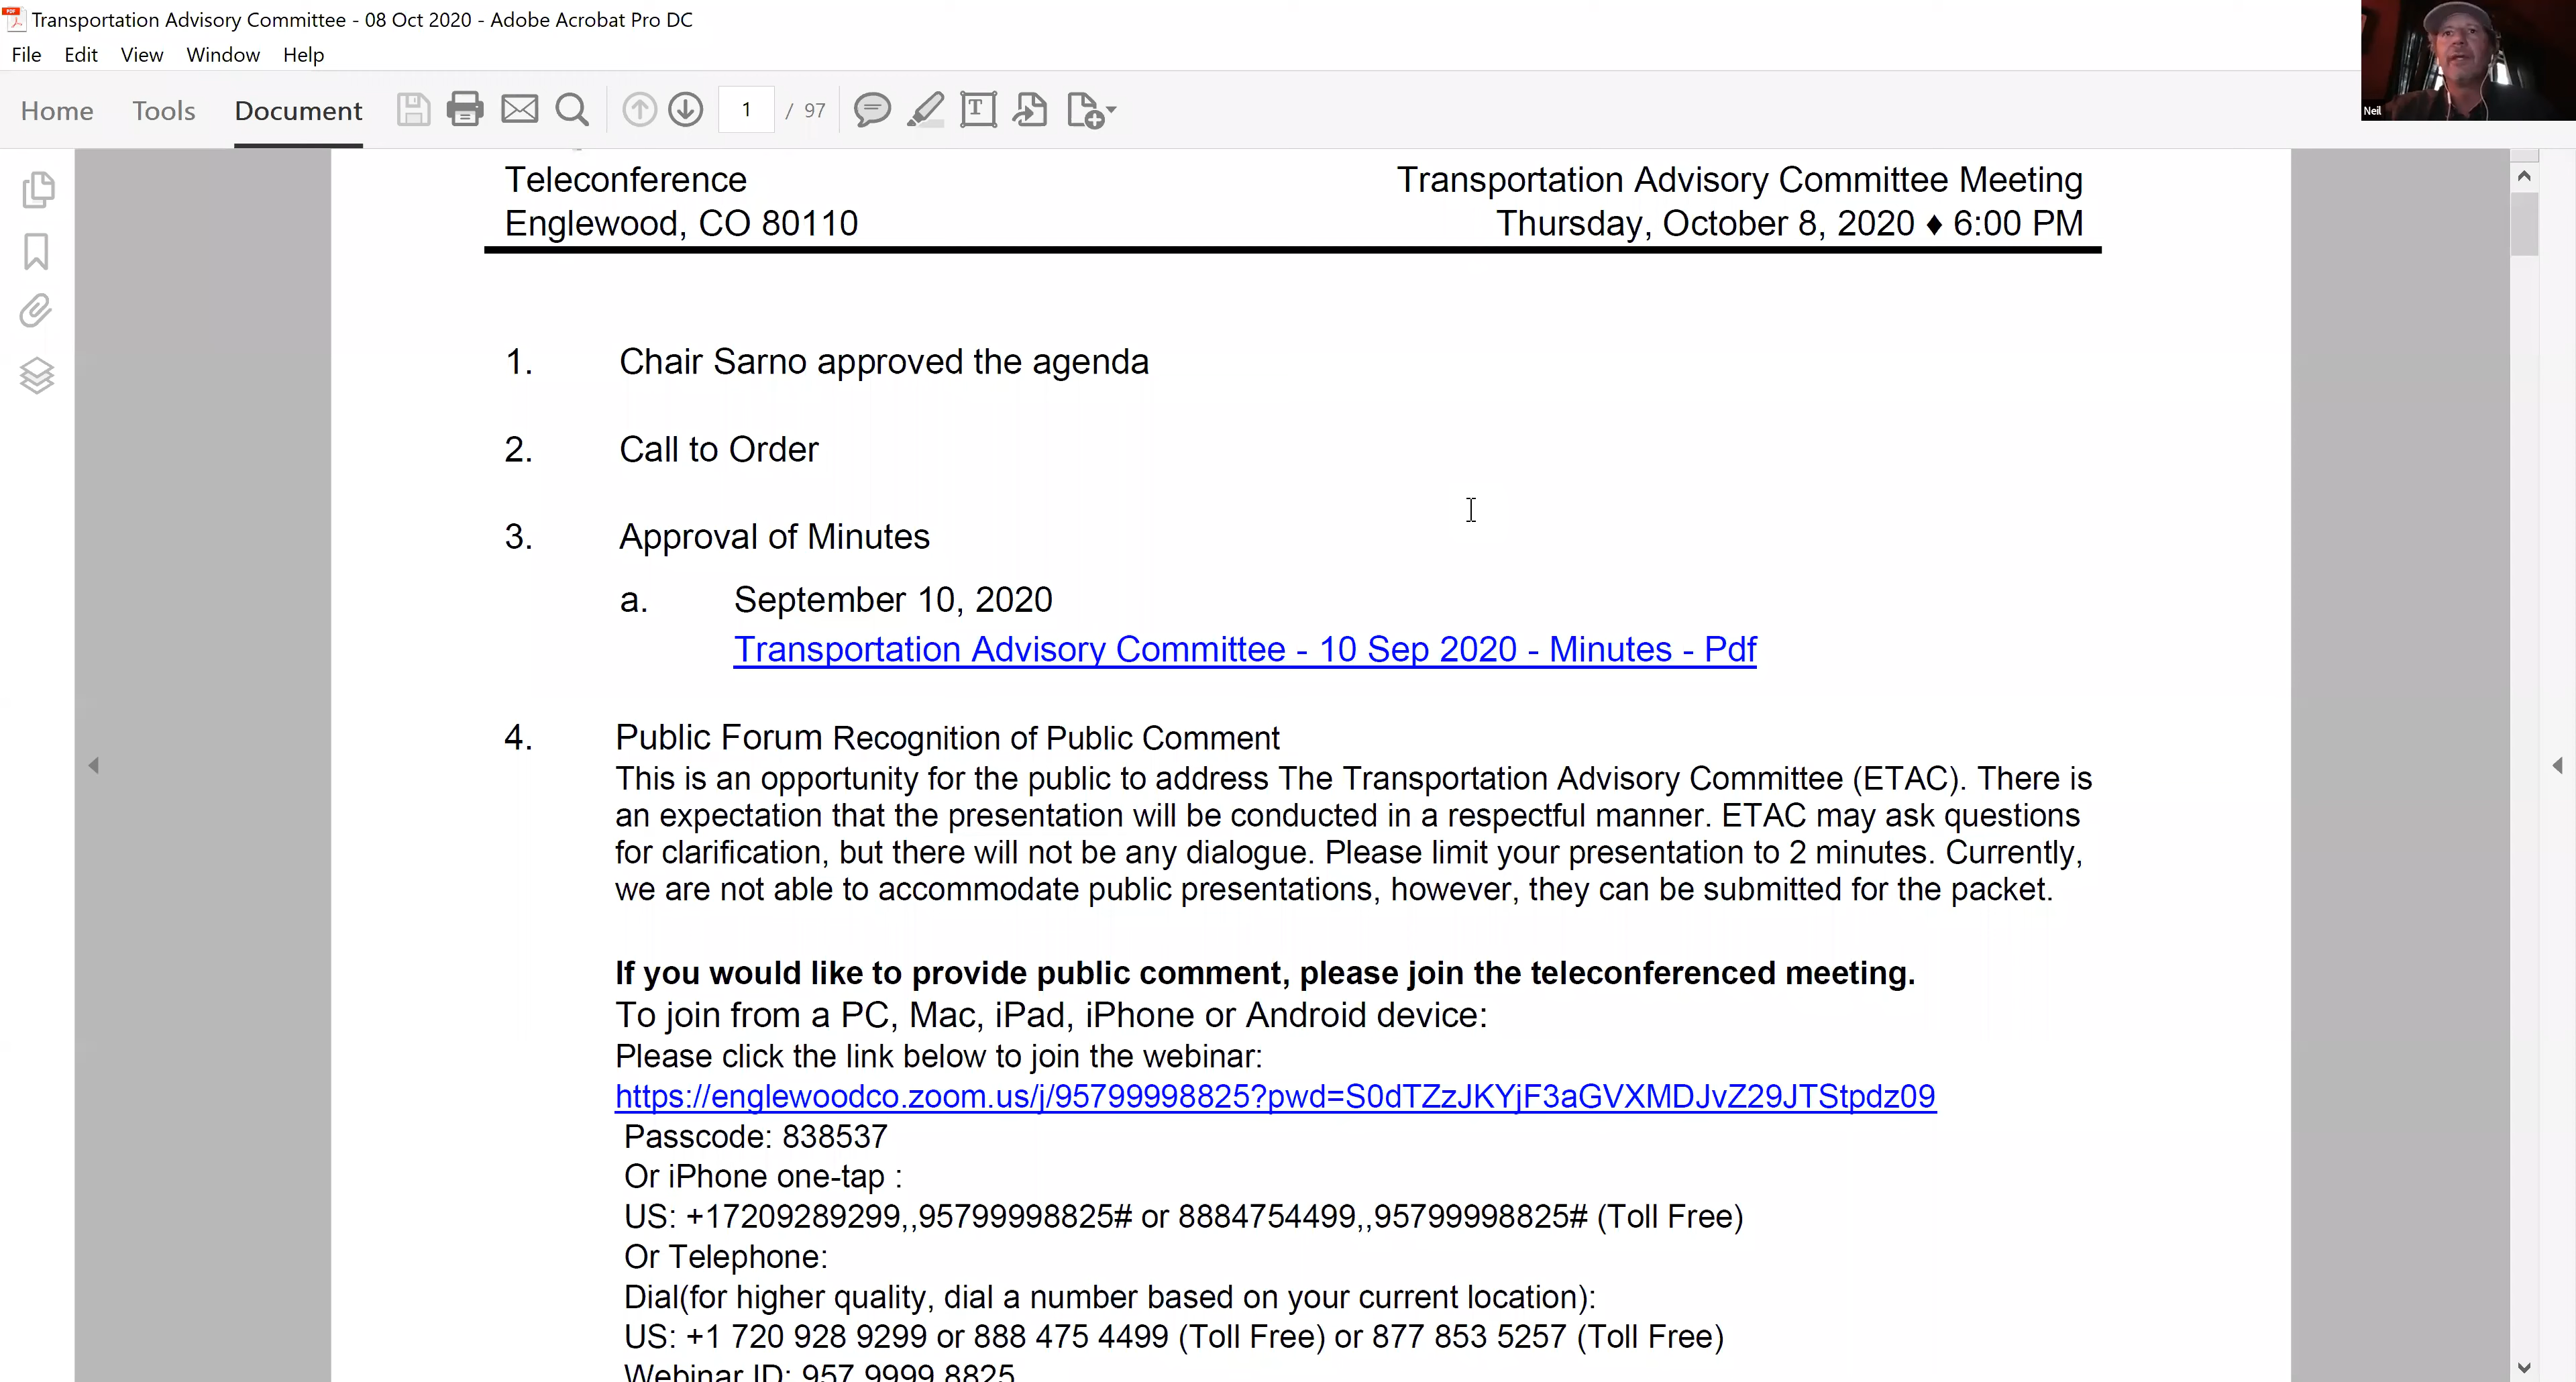 Transportation Advisory Committee - 08 Oct 2020 - Adobe Acrobat Pro DC
File Edit View Window Help
Home Tools Document 1 / 97
Neil
Teleconference Transportation Advisory Committee Meeting
Englewood, CO 80110 Thursday, October 8, 2020 ♦ 6:00 PM
1. Chair Sarno approved the agenda
2. Call to Order
3. Approval of Minutes
a. September 10, 2020
Transportation Advisory Committee - 10 Sep 2020 - Minutes - Pdf
4. Public Forum Recognition of Public Comment
This is an opportunity for the public to address The Transportation Advisory Committee (ETAC). There is
an expectation that the presentation will be conducted in a respectful manner. ETAC may ask questions
for clarification, but there will not be any dialogue. Please limit your presentation to 2 minutes. Currently,
we are not able to accommodate public presentations, however, they can be submitted for the packet.
If you would like to provide public comment, please join the teleconferenced meeting.
To join from a PC, Mac, iPad, iPhone or Android device:
Please click the link below to join the webinar:
https://englewoodco.zoom.us/j/95799998825?pwd=S0dTZzJKYjF3aGVXMDJvZ29JTStpdz09
Passcode: 838537
Or iPhone one-tap :
US: +17209289299,,95799998825# or 8884754499,,95799998825# (Toll Free)
Or Telephone:
Dial(for higher quality, dial a number based on your current location):
US: +1 720 928 9299 or 888 475 4499 (Toll Free) or 877 853 5257 (Toll Free)
Webinar ID: 957 9999 8825